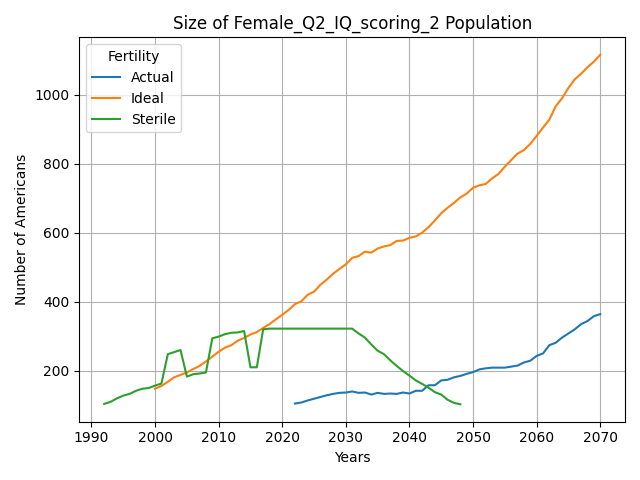 Size of Female_Q2_IQ_scoring_2 Population
Fertility
Actual
Ideal
Sterile
Number of Americans
1000
800
600
400
200
1990 2000 2010 2020 2030 2040 2050 2060 2070
Years